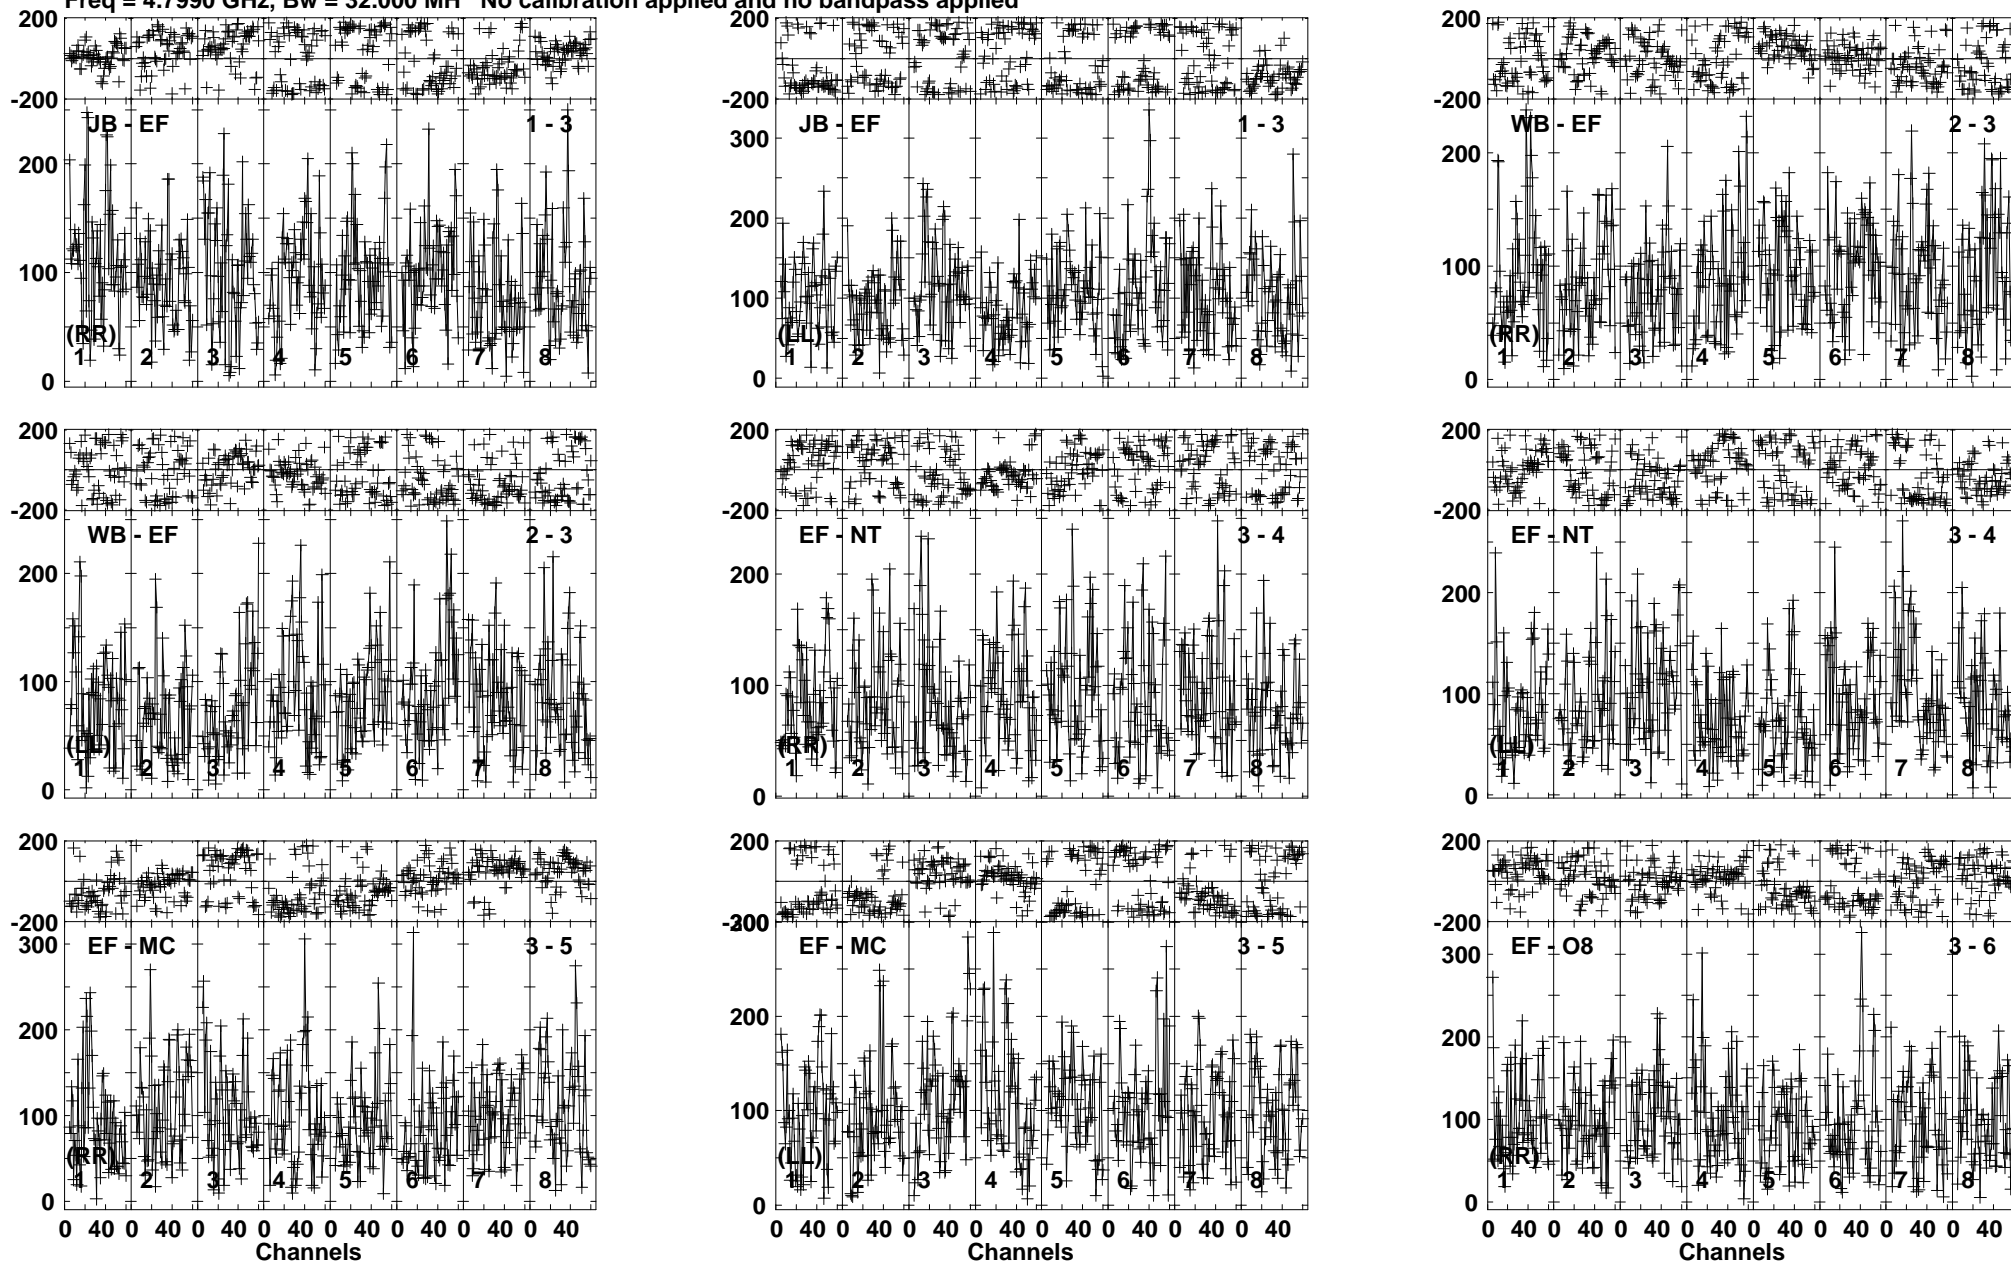 Freq = 4.7990 GHz, Bw = 32.000 MH No calibration applied and no bandpass applied
200 200 200
-200 -200 -200
JB - EF 1 - 3 JB - EF 1 - 3 WB - EF 2 - 3
300
200 200 200
100 100 100
(RR) (LL) (RR)
1 2 3 4 5 6 7 8 1 2 3 4 5 6 7 8 1 2 3 4 5 6 7 8
0 0 0
200 200 200
-200 -200 -200
WB - EF 2 - 3 EF - NT 3 - 4 EF - NT 3 - 4
200 200 200
100 100 100
(LL) (RR) (LL)
1 2 3 4 5 6 7 8 1 2 3 4 5 6 7 8 1 2 3 4 5 6 7 8
0 0 0
200 200 200
-200 -200 -200
300 300 300
EF - MC 3 - 5 EF - MC 3 - 5 EF - O8 3 - 6
200 200 200
100 100 100
(RR) (LL) (RR)
1 2 3 4 5 6 7 8 1 2 3 4 5 6 7 8 1 2 3 4 5 6 7 8
0 0 0
0 40 0 40 0 40 0 40 0 40 0 40 0 40 0 40 0 40 0 40 0 40 0 40 0 40 0 40 0 40 0 40 0 40 0 40 0 40 0 40 0 40 0 40 0 40 0 40
Channels Channels Channels